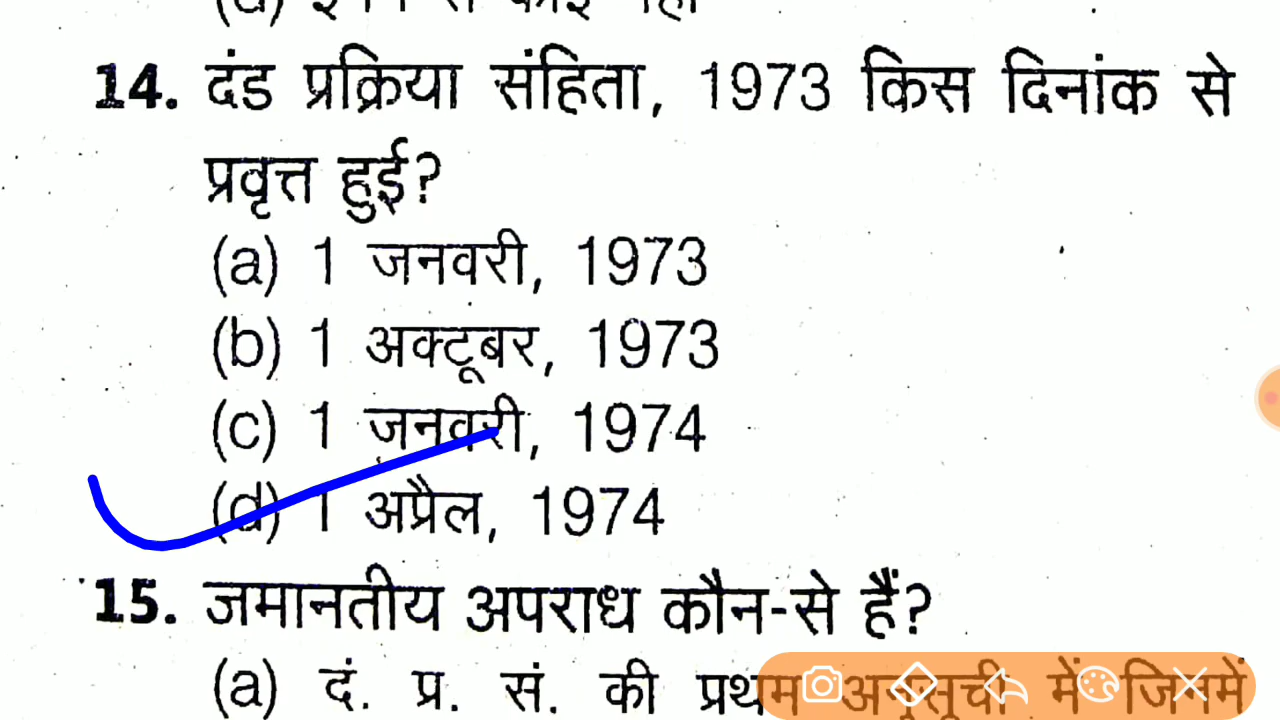 14. दंड प्रक्रिया संहिता, 1973 किस दिनांक से
प्रवृत्त हुई?
(a) 1 जनवरी, 1973
(b) 1 अक्टूबर, 1973
(c) 1 जनवरी, 1974
(d) 1 अप्रैल, 1974
15. जमानतीय अपराध कौन-से हैं?
(a) दं. प्र. सं. की प्रथम अनुसूची में जिनमें